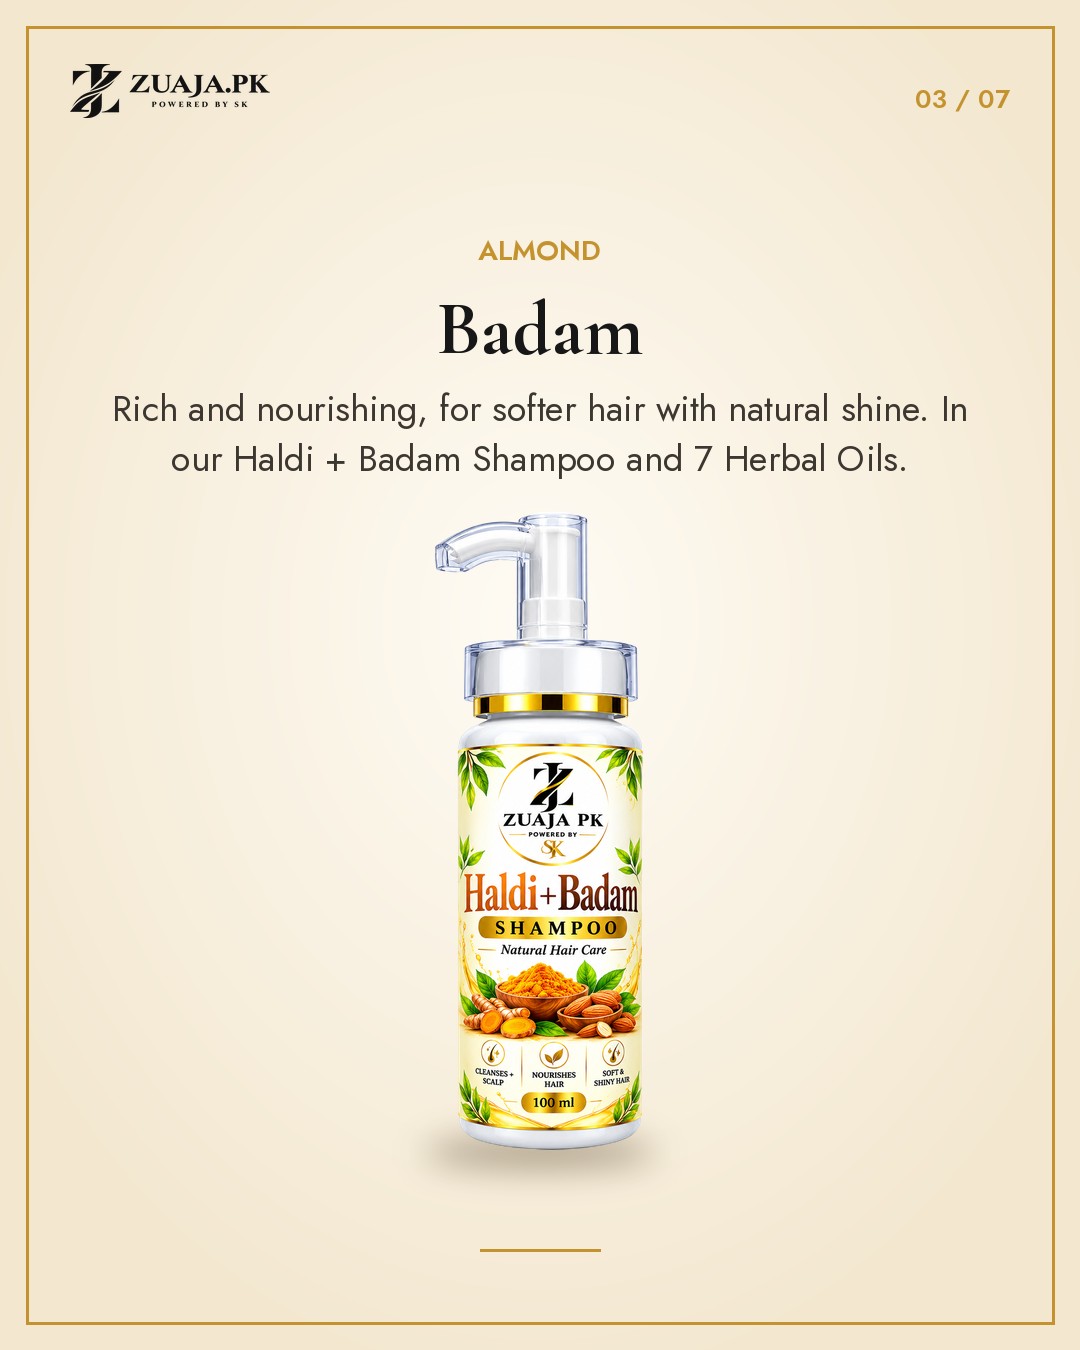 ZUAJA.PK
POWERED BY SK
03 / 07
ALMOND
Badam
Rich and nourishing, for softer hair with natural shine. In
our Haldi + Badam Shampoo and 7 Herbal Oils.
ZUAJA PK
POWERED BY
SK
Haldi+Badam
SHAMPOO
Natural Hair Care
CLEANSES +
SCALP
NOURISHES
HAIR
SOFT &
SHINY HAIR
100 ml